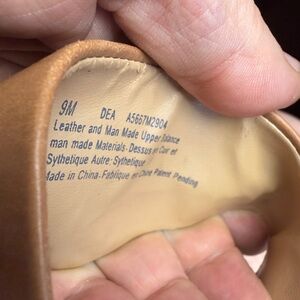 9M DEA A5667M2904
Leather and Man Made Upper Balance
man made Materials- Dessus en Cuir et
Sythetique Autre: Sythetique
Made in China- Fabrique en Chine Patent Pending